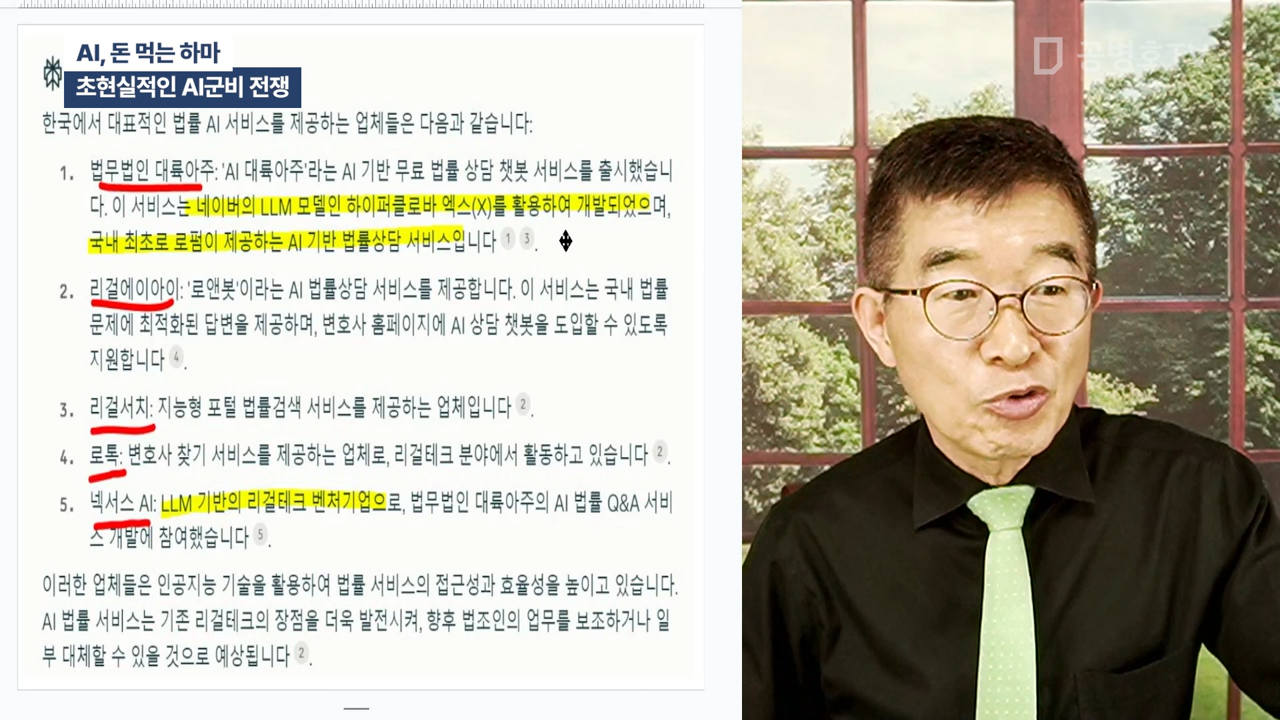 AI, 돈 먹는 하마
초현실적인 AI군비 전쟁
한국에서 대표적인 법률 AI 서비스를 제공하는 업체들은 다음과 같습니다:
1. 법무법인 대륙아주: 'AI 대륙아주'라는 AI 기반 무료 법률 상담 챗봇 서비스를 출시했습니
다. 이 서비스는 네이버의 LLM 모델인 하이퍼클로바 엑스(X)를 활용하여 개발되었으며,
국내 최초로 로펌이 제공하는 AI 기반 법률상담 서비스입니다 1 3.
2. 리걸에이아이: '로앤봇'이라는 AI 법률상담 서비스를 제공합니다. 이 서비스는 국내 법률
문제에 최적화된 답변을 제공하며, 변호사 홈페이지에 AI 상담 챗봇을 도입할 수 있도록
지원합니다 4.
3. 리걸서치: 지능형 포털 법률검색 서비스를 제공하는 업체입니다 2.
4. 로톡: 변호사 찾기 서비스를 제공하는 업체로, 리걸테크 분야에서 활동하고 있습니다 2.
5. 넥서스 AI: LLM 기반의 리걸테크 벤처기업으로, 법무법인 대륙아주의 AI 법률 Q&A 서비
스 개발에 참여했습니다 5.
이러한 업체들은 인공지능 기술을 활용하여 법률 서비스의 접근성과 효율성을 높이고 있습니다.
AI 법률 서비스는 기존 리걸테크의 장점을 더욱 발전시켜, 향후 법조인의 업무를 보조하거나 일
부 대체할 수 있을 것으로 예상됩니다 2.
공병호TV